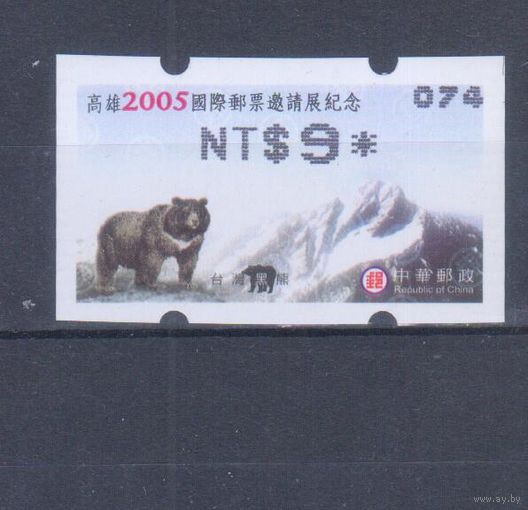 高雄2005國際郵票邀請展紀念
074
NT$9*
台灣黑熊
郵
中華郵政
Republic of China
www.ay.by